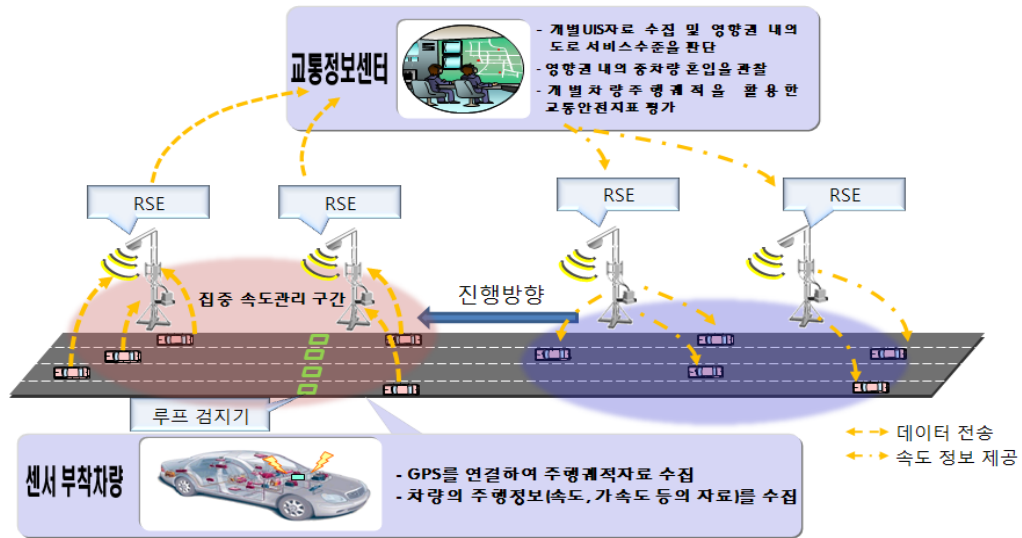 교통정보센터
- 개별UIS자료 수집 및 영향권 내의
도로 서비스수준을 판단
- 영향권 내의 중차량 혼입을 관찰
- 개별차량주행궤적을 활용한
교통안전지표 평가
RSE
RSE
RSE
RSE
집중 속도관리 구간
진행방향
루프 검지기
데이터 전송
속도 정보 제공
센서 부착차량
- GPS를 연결하여 주행궤적자료 수집
- 차량의 주행정보(속도, 가속도 등의 자료)를 수집